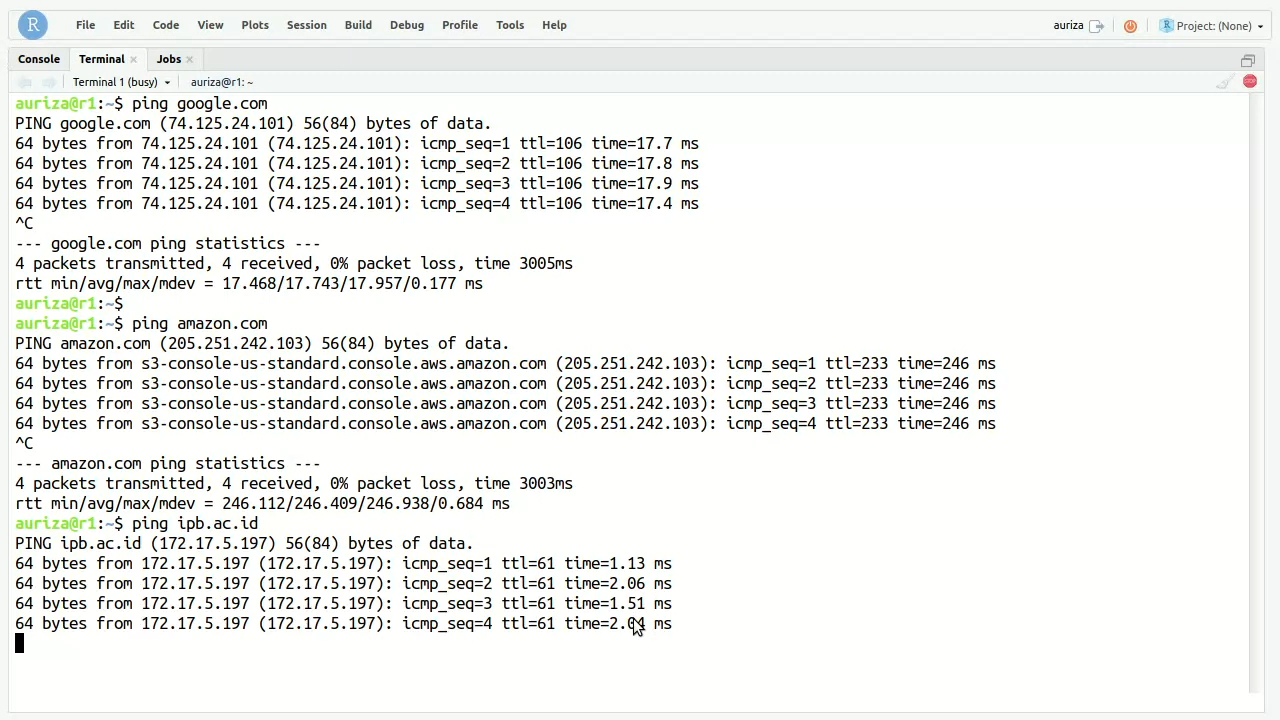 R File Edit Code View Plots Session Build Debug Profile Tools Help auriza R Project: (None)
Console Terminal × Jobs ×
Terminal 1 (busy) auriza@r1: ~ STOP
auriza@r1:~$ ping google.com
PING google.com (74.125.24.101) 56(84) bytes of data.
64 bytes from 74.125.24.101 (74.125.24.101): icmp_seq=1 ttl=106 time=17.7 ms
64 bytes from 74.125.24.101 (74.125.24.101): icmp_seq=2 ttl=106 time=17.8 ms
64 bytes from 74.125.24.101 (74.125.24.101): icmp_seq=3 ttl=106 time=17.9 ms
64 bytes from 74.125.24.101 (74.125.24.101): icmp_seq=4 ttl=106 time=17.4 ms
^C
--- google.com ping statistics ---
4 packets transmitted, 4 received, 0% packet loss, time 3005ms
rtt min/avg/max/mdev = 17.468/17.743/17.957/0.177 ms
auriza@r1:~$
auriza@r1:~$ ping amazon.com
PING amazon.com (205.251.242.103) 56(84) bytes of data.
64 bytes from s3-console-us-standard.console.aws.amazon.com (205.251.242.103): icmp_seq=1 ttl=233 time=246 ms
64 bytes from s3-console-us-standard.console.aws.amazon.com (205.251.242.103): icmp_seq=2 ttl=233 time=246 ms
64 bytes from s3-console-us-standard.console.aws.amazon.com (205.251.242.103): icmp_seq=3 ttl=233 time=246 ms
64 bytes from s3-console-us-standard.console.aws.amazon.com (205.251.242.103): icmp_seq=4 ttl=233 time=246 ms
^C
--- amazon.com ping statistics ---
4 packets transmitted, 4 received, 0% packet loss, time 3003ms
rtt min/avg/max/mdev = 246.112/246.409/246.938/0.684 ms
auriza@r1:~$ ping ipb.ac.id
PING ipb.ac.id (172.17.5.197) 56(84) bytes of data.
64 bytes from 172.17.5.197 (172.17.5.197): icmp_seq=1 ttl=61 time=1.13 ms
64 bytes from 172.17.5.197 (172.17.5.197): icmp_seq=2 ttl=61 time=2.06 ms
64 bytes from 172.17.5.197 (172.17.5.197): icmp_seq=3 ttl=61 time=1.51 ms
64 bytes from 172.17.5.197 (172.17.5.197): icmp_seq=4 ttl=61 ms